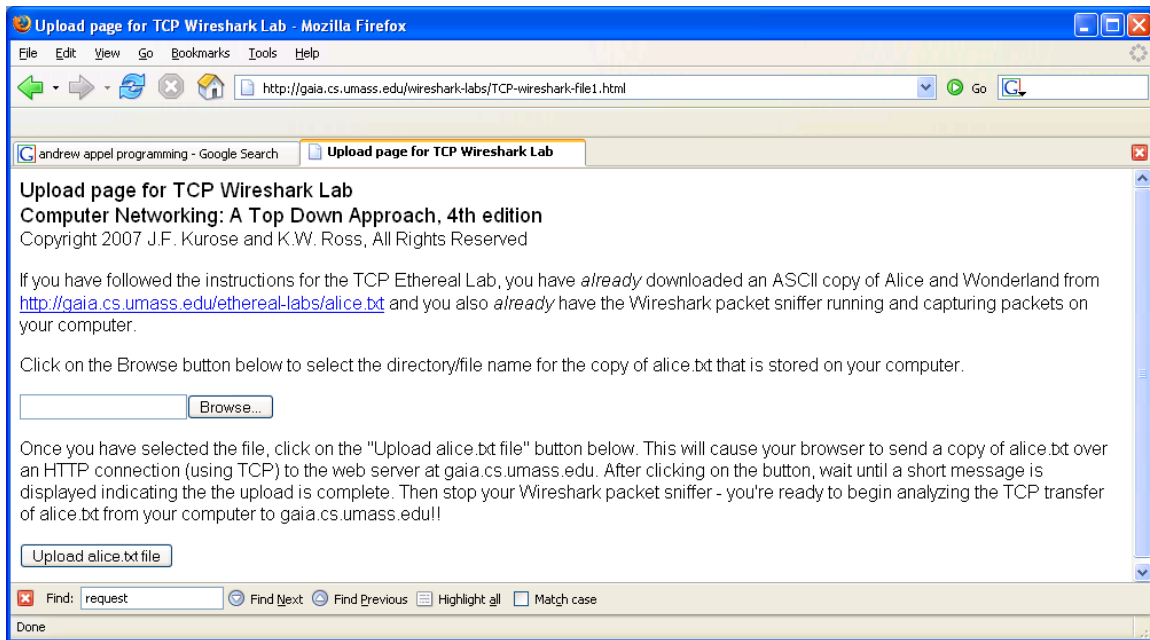 Upload page for TCP Wireshark Lab - Mozilla Firefox
File Edit View Go Bookmarks Tools Help
http://gaia.cs.umass.edu/wireshark-labs/TCP-wireshark-file1.html Go G
G andrew appel programming - Google Search Upload page for TCP Wireshark Lab
Upload page for TCP Wireshark Lab
Computer Networking: A Top Down Approach, 4th edition
Copyright 2007 J.F. Kurose and K.W. Ross, All Rights Reserved
If you have followed the instructions for the TCP Ethereal Lab, you have already downloaded an ASCII copy of Alice and Wonderland from
http://gaia.cs.umass.edu/ethereal-labs/alice.txt and you also already have the Wireshark packet sniffer running and capturing packets on
your computer.
Click on the Browse button below to select the directory/file name for the copy of alice.txt that is stored on your computer.
Browse...
Once you have selected the file, click on the "Upload alice.txt file" button below. This will cause your browser to send a copy of alice.txt over
an HTTP connection (using TCP) to the web server at gaia.cs.umass.edu. After clicking on the button, wait until a short message is
displayed indicating the the upload is complete. Then stop your Wireshark packet sniffer - you're ready to begin analyzing the TCP transfer
of alice.txt from your computer to gaia.cs.umass.edu!!
Upload alice.txt file
Find: request Find Next Find Previous Highlight all Match case
Done